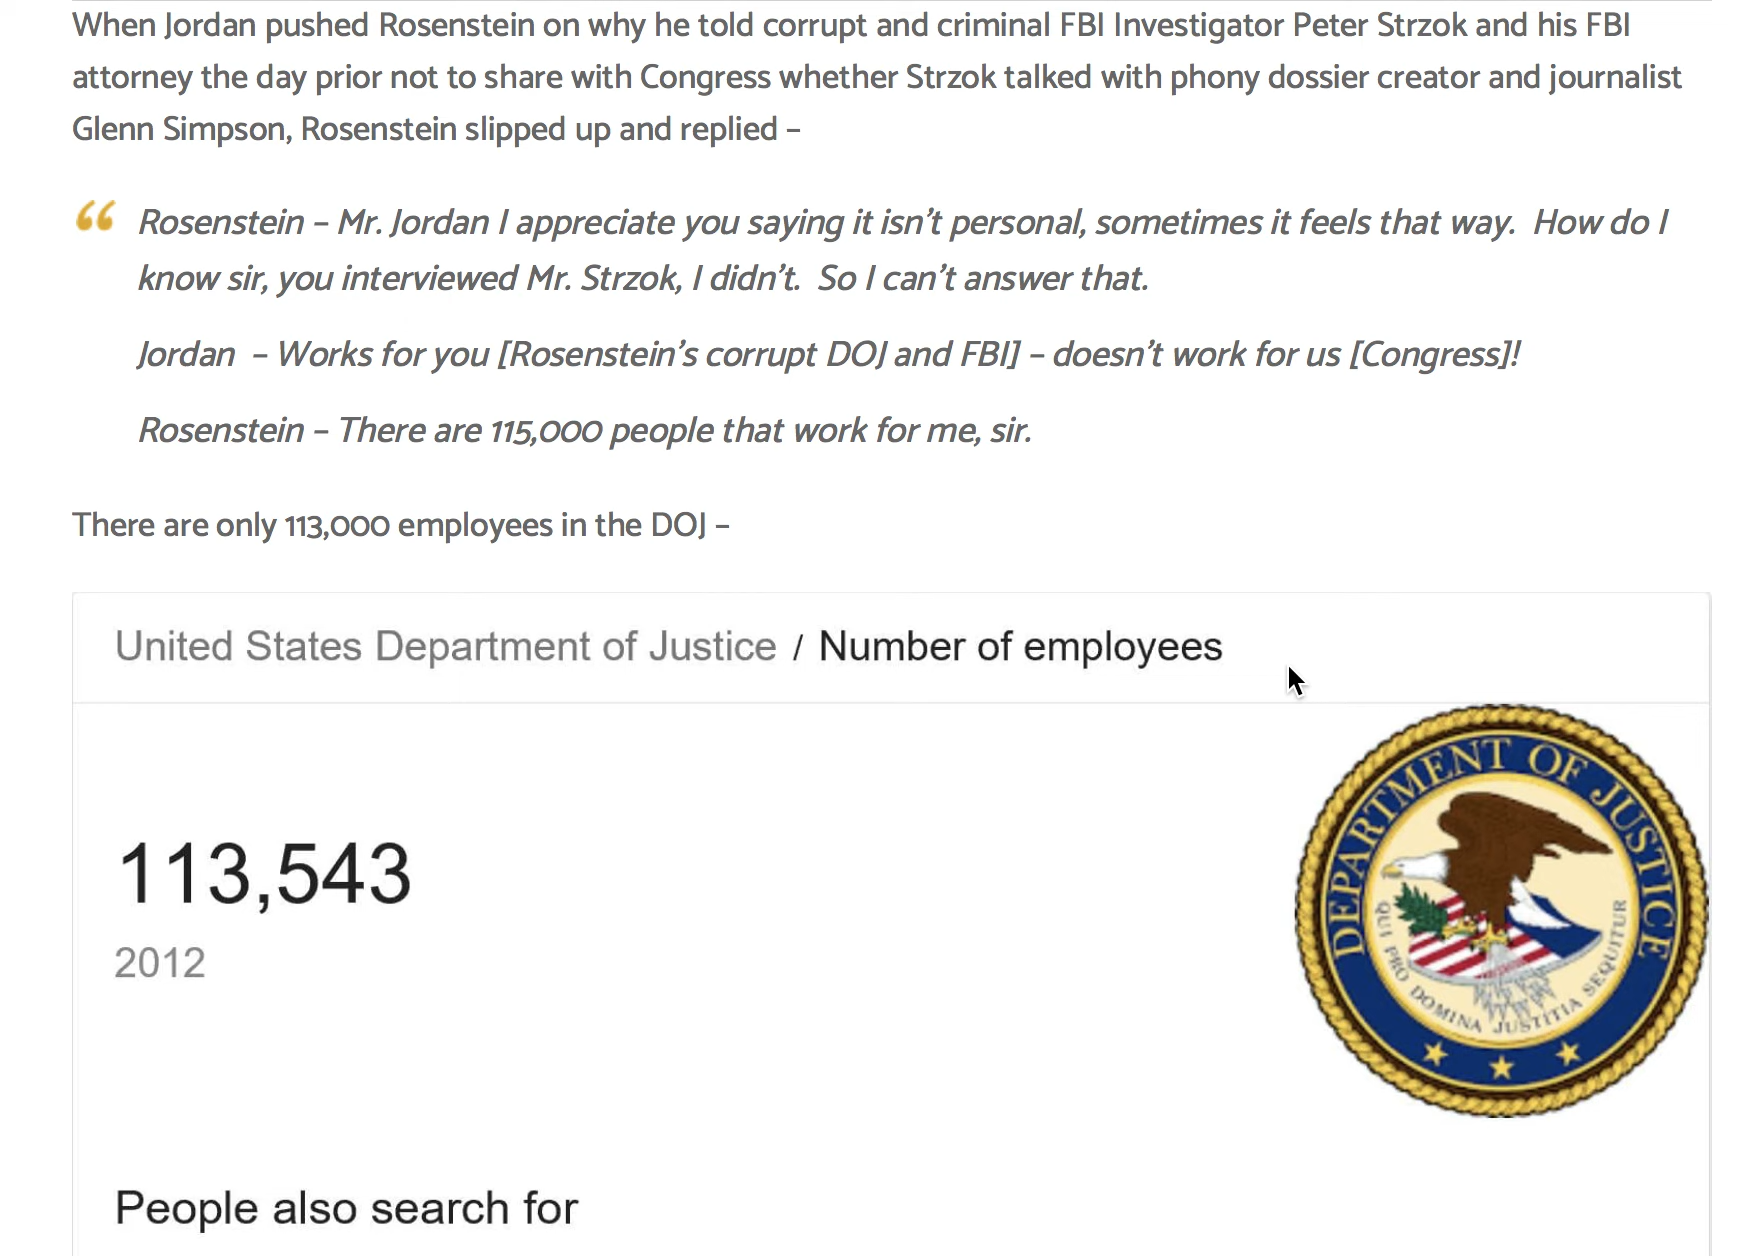 When Jordan pushed Rosenstein on why he told corrupt and criminal FBI Investigator Peter Strzok and his FBI
attorney the day prior not to share with Congress whether Strzok talked with phony dossier creator and journalist
Glenn Simpson, Rosenstein slipped up and replied –
“ Rosenstein – Mr. Jordan I appreciate you saying it isn’t personal, sometimes it feels that way.  How do I
know sir, you interviewed Mr. Strzok, I didn’t.  So I can’t answer that.
Jordan  – Works for you [Rosenstein’s corrupt DOJ and FBI] – doesn’t work for us [Congress]!
Rosenstein – There are 115,000 people that work for me, sir.
There are only 113,000 employees in the DOJ –
United States Department of Justice / Number of employees
113,543
2012
DEPARTMENT OF JUSTICE
QUI PRO DOMINA JUSTITIA SEQUITUR
People also search for